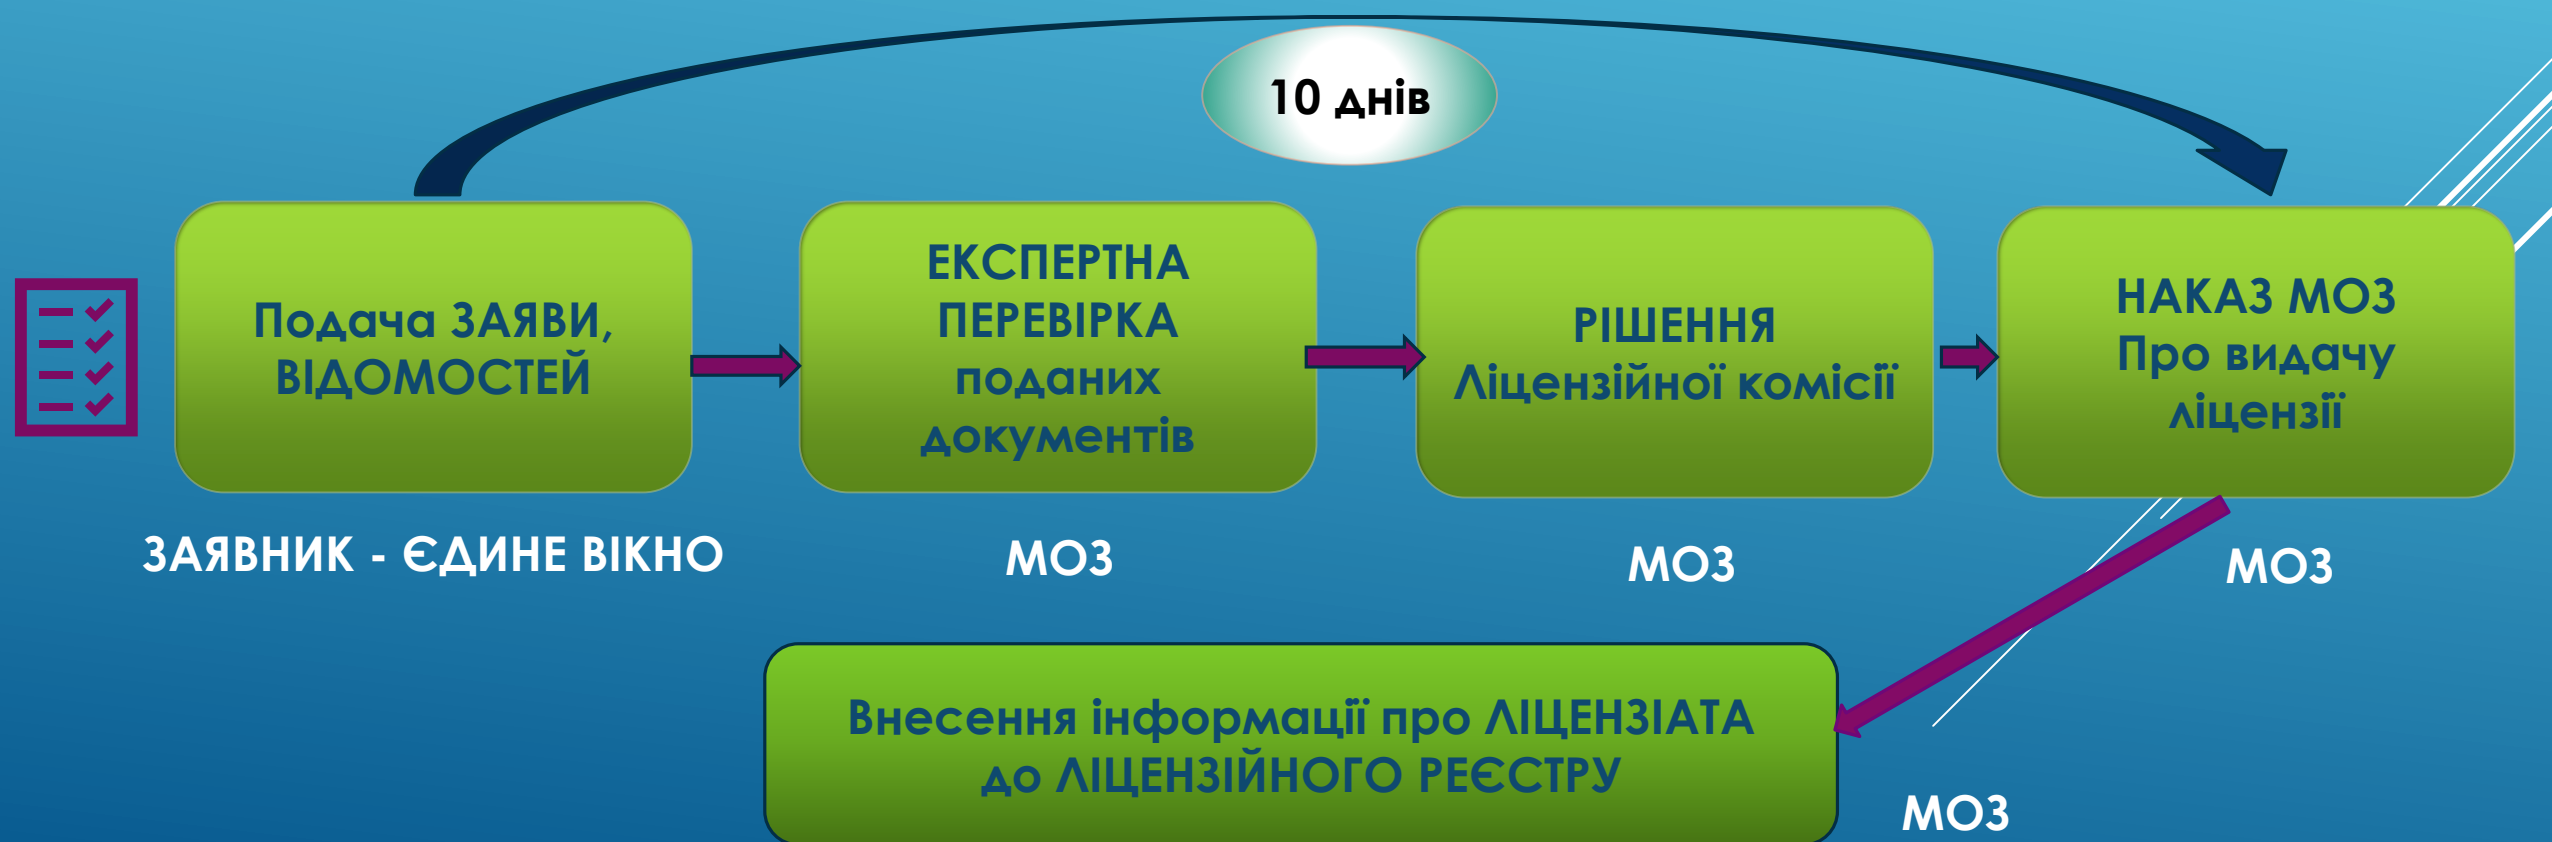 10 днів
Подача ЗАЯВИ,
ВІДОМОСТЕЙ
ЕКСПЕРТНА
ПЕРЕВІРКА
поданих
документів
РІШЕННЯ
Ліцензійної комісії
НАКАЗ МОЗ
Про видачу
ліцензії
ЗАЯВНИК - ЄДИНЕ ВІКНО
МОЗ
МОЗ
МОЗ
Внесення інформації про ЛІЦЕНЗІАТА
до ЛІЦЕНЗІЙНОГО РЕЄСТРУ
МОЗ